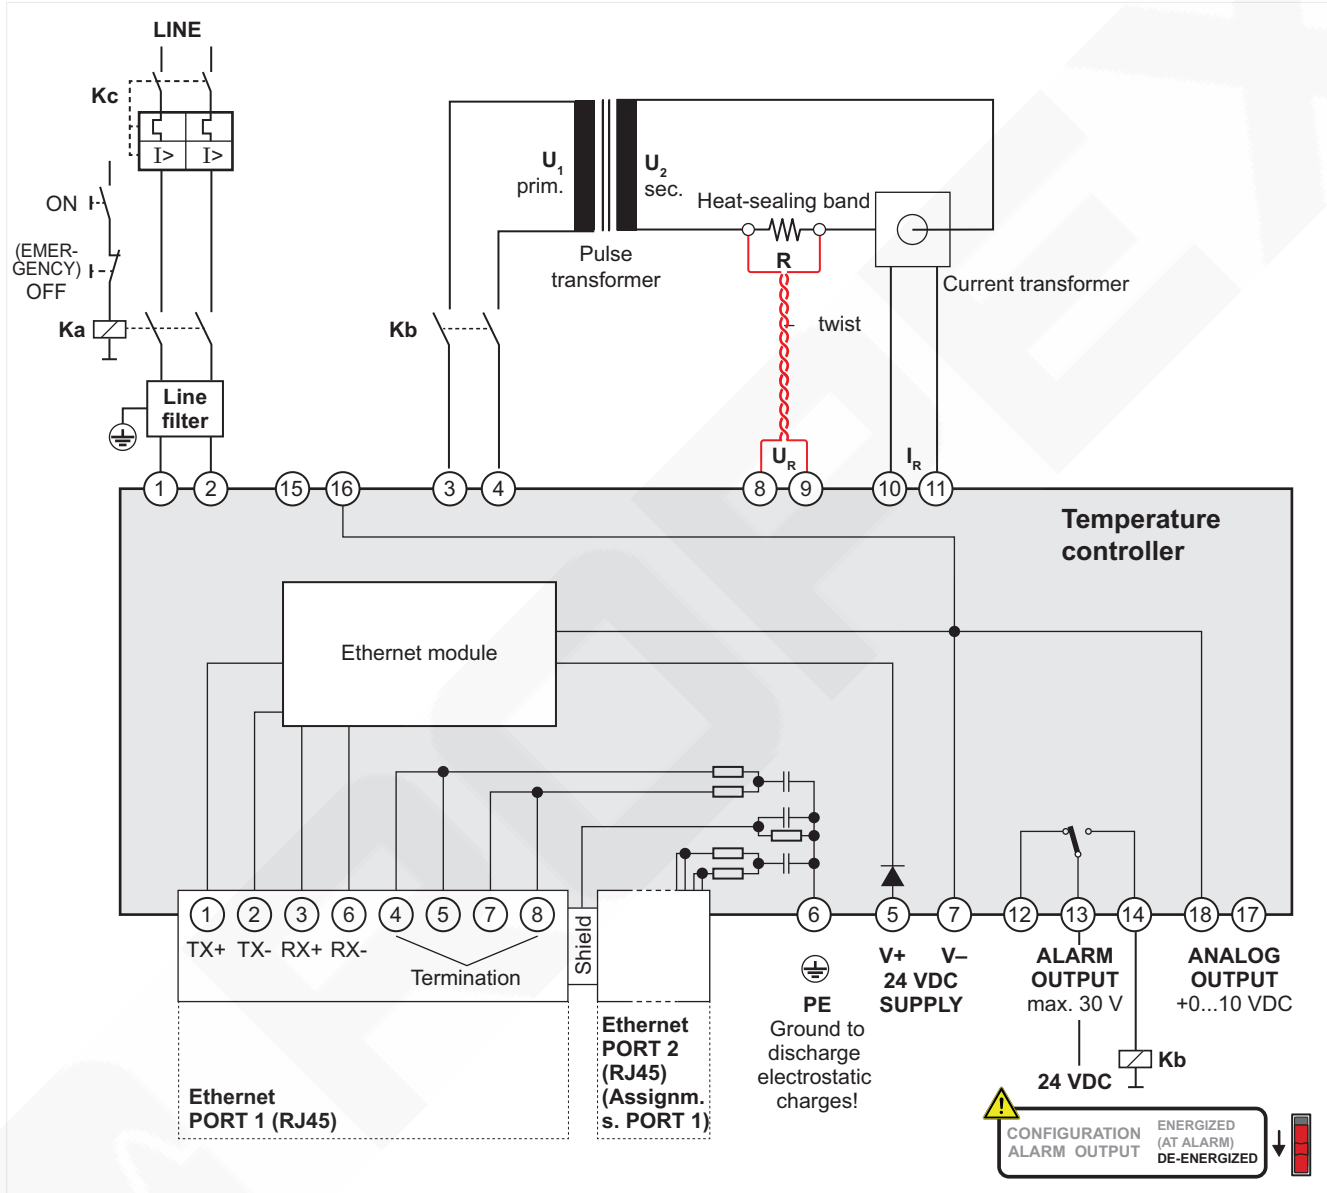 LINE
Kc
I>
I>
ON
(EMER-
GENCY)
OFF
Ka
Line
filter
U1
prim.
U2
sec.
Pulse
transformer
Heat-sealing band
R
Current transformer
twist
Kb
UR
IR
1
2
15
16
3
4
8
9
10
11
Temperature
controller
Ethernet module
1
2
3
6
4
5
7
8
TX+
TX-
RX+
RX-
Termination
Shield
6
5
7
12
13
14
18
17
PE
Ground to
discharge
electrostatic
charges!
V+
V–
24 VDC
SUPPLY
ALARM
OUTPUT
max. 30 V
ANALOG
OUTPUT
+0...10 VDC
Ethernet
PORT 1 (RJ45)
Ethernet
PORT 2
(RJ45)
(Assignm.
s. PORT 1)
24 VDC
Kb
!
CONFIGURATION
ALARM OUTPUT
ENERGIZED
(AT ALARM)
DE-ENERGIZED
ROPEX